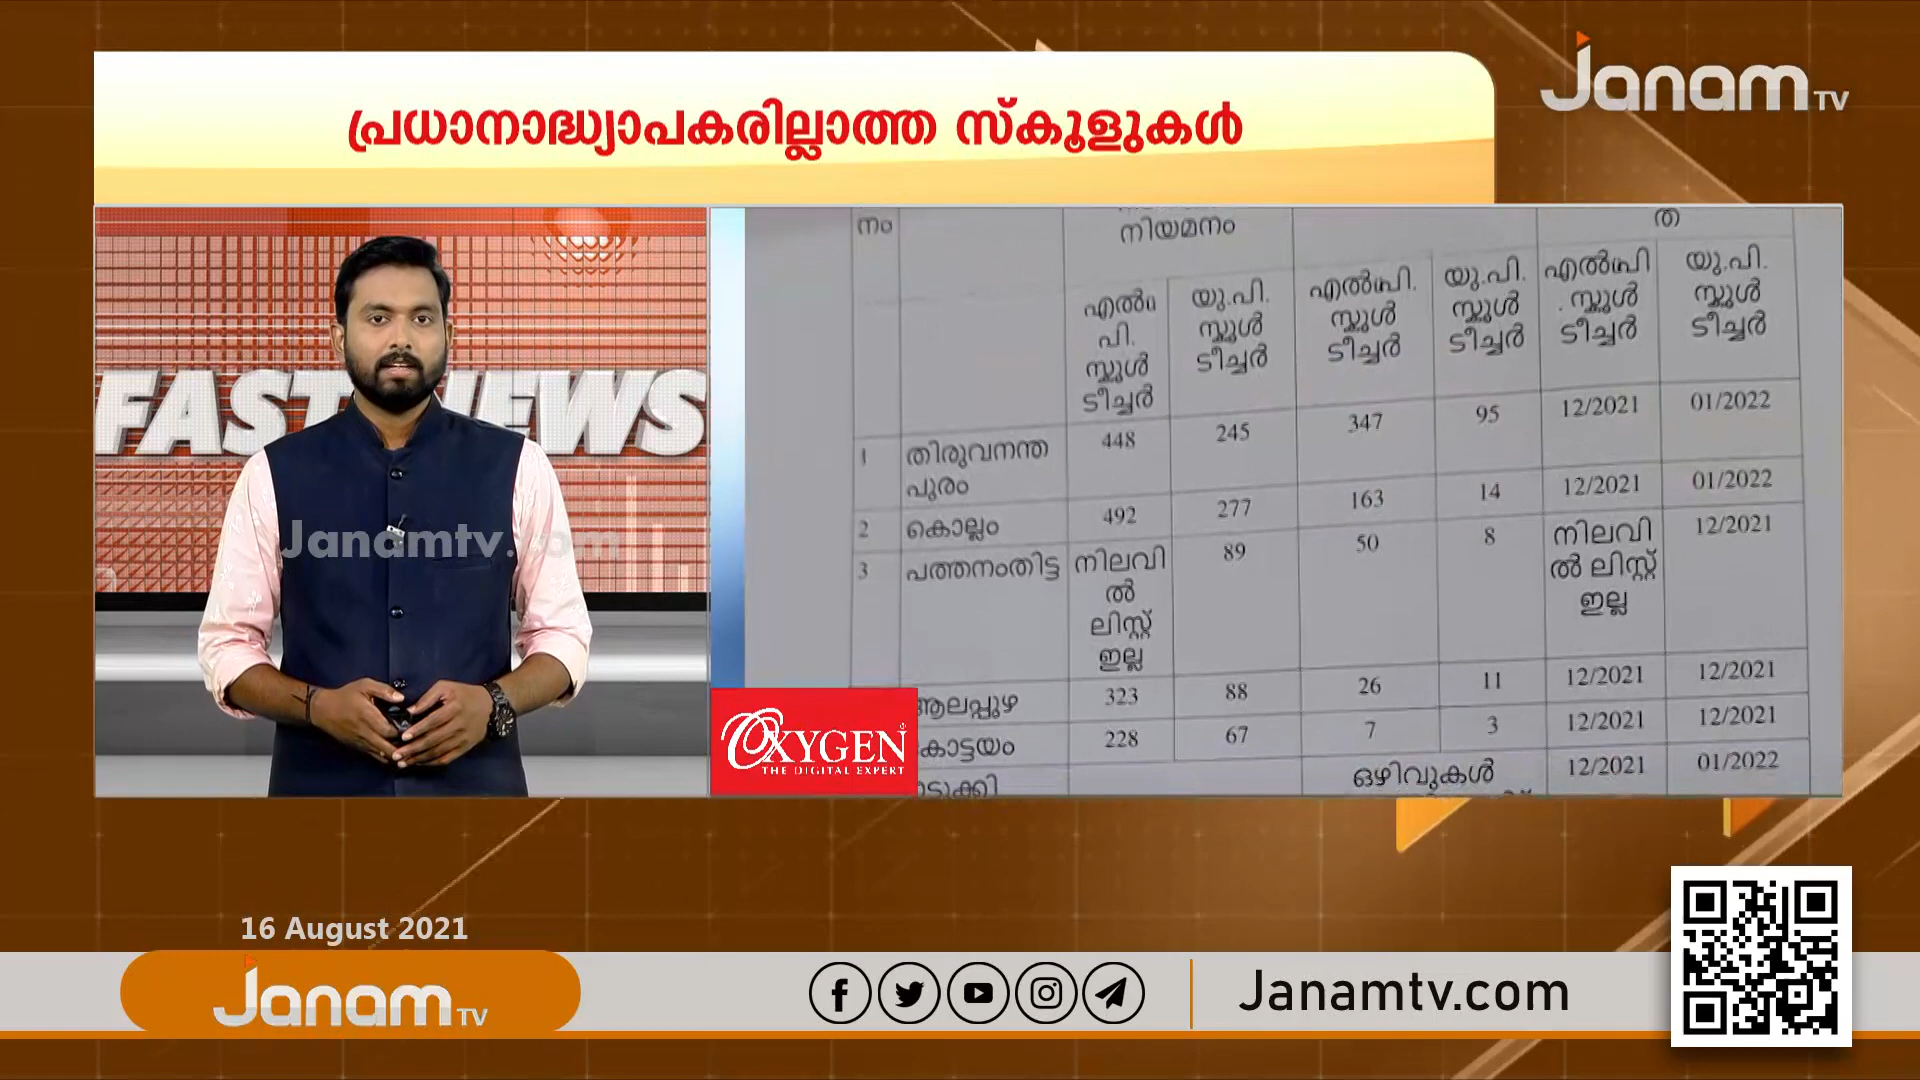 Janam TV
പ്രധാനാദ്ധ്യാപകരില്ലാത്ത സ്കൂളുകൾ
FAST NEWS
Janamtv.com
നം
നിയമനം
ത
എൽ
പി.
സ്കൂൾ
ടീച്ചർ
യു.പി.
സ്കൂൾ
ടീച്ചർ
എൽപ്രി.
സ്കൂൾ
ടീച്ചർ
യു.പി.
സ്കൂൾ
ടീച്ചർ
എൽപ്രി
. സ്കൂൾ
ടീച്ചർ
യു.പി.
സ്കൂൾ
ടീച്ചർ
1 തിരുവനന്ത
പുരം
448 245 347 95 12/2021 01/2022
2 കൊല്ലം 492 277 163 14 12/2021 01/2022
3 പത്തനംതിട്ട
നിലവി
ൽ
ലിസ്റ്റ്
ഇല്ല
89 50 8
നിലവി
ൽ ലിസ്റ്റ്
ഇല്ല
12/2021
ആലപ്പുഴ 323 88 26 11 12/2021 12/2021
കോട്ടയം 228 67 7 3 12/2021 12/2021
ഒഴിവുകൾ 12/2021 01/2022
OXYGEN
THE DIGITAL EXPERT
16 August 2021
Janam TV
Janamtv.com